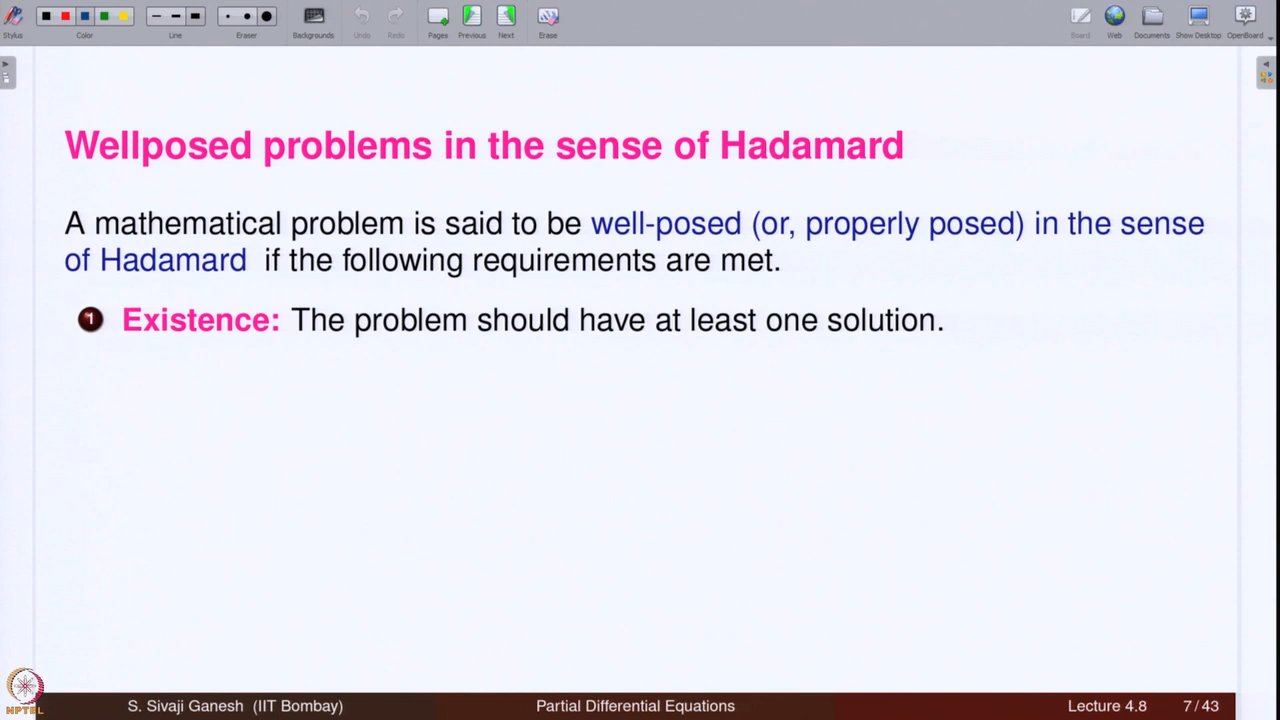 Stylus
Color
Line
Eraser
Backgrounds
Undo
Redo
Pages
Previous
Next
Erase
Board
Web
Documents
Show Desktop
OpenBoard
Wellposed problems in the sense of Hadamard
A mathematical problem is said to be well-posed (or, properly posed) in the sense
of Hadamard if the following requirements are met.
1 Existence: The problem should have at least one solution.
NPTEL
S. Sivaji Ganesh (IIT Bombay)
Partial Differential Equations
Lecture 4.8
7 / 43